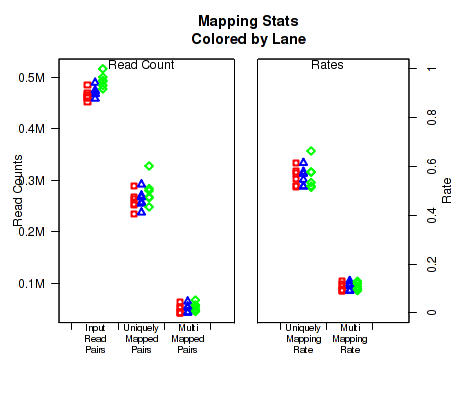 Mapping Stats
Colored by Lane
Read Count
Rates
0.5M
0.4M
0.3M
0.2M
0.1M
Read Counts
1
0.8
0.6
0.4
0.2
0
Rate
Input
Read
Pairs
Uniquely
Mapped
Pairs
Multi
Mapped
Pairs
Uniquely
Mapping
Rate
Multi
Mapping
Rate